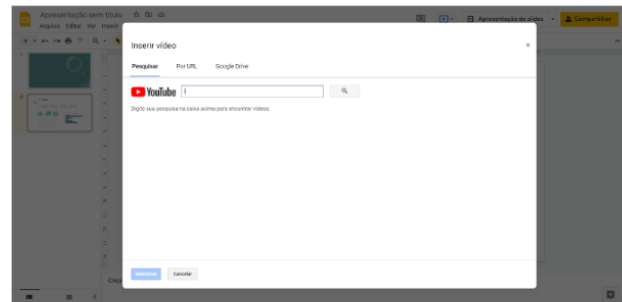 Apresentação sem título
Arquivo Editar Ver Inserir
Apresentação de slides
Compartilhar
Inserir vídeo
×
Pesquisar Por URL Google Drive
YouTube
Digite sua pesquisa na caixa acima para encontrar vídeos.
Selecionar Cancelar
Cliqu